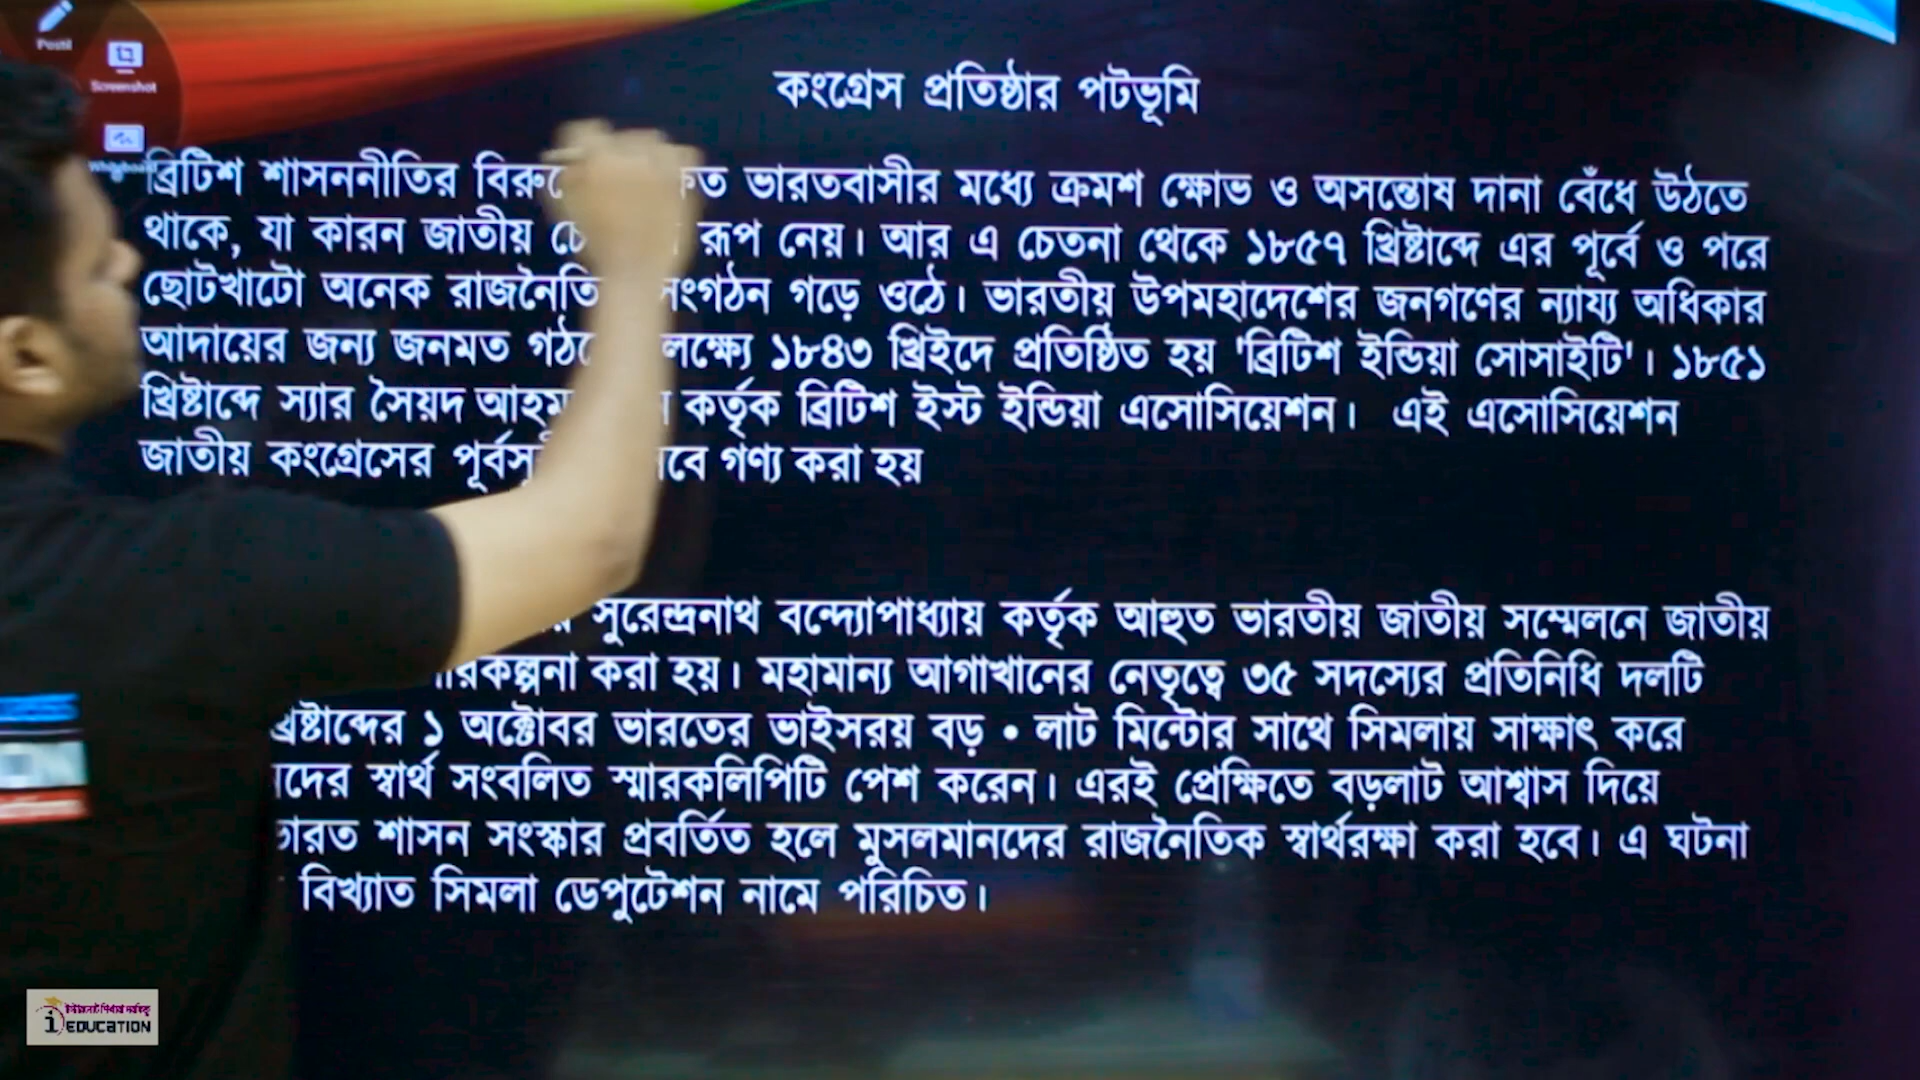 Postil
Screenshot
Whiteboard
কংগ্রেস প্রতিষ্ঠার পটভূমি
ব্রিটিশ শাসননীতির ভারতবাসীর মধ্যে ক্রমশ ক্ষোভ ও অসন্তোষ দানা বেঁধে উঠতে
থাকে, যা কারন জাতীয় রূপ নেয়। আর এ চেতনা থেকে ১৮৫৭ খ্রিষ্টাব্দে এর পূর্বে ও পরে
ছোটখাটো অনেক সংগঠন গড়ে ওঠে। ভারতীয় উপমহাদেশের জনগণের ন্যায্য অধিকার
আদায়ের জন্য জনমত লক্ষ্যে ১৮৪৩ খ্রিইদে প্রতিষ্ঠিত হয় 'ব্রিটিশ ইন্ডিয়া সোসাইটি'। ১৮৫১
খ্রিষ্টাব্দে স্যার সৈয়দ কর্তৃক ব্রিটিশ ইস্ট ইন্ডিয়া এসোসিয়েশন। এই এসোসিয়েশন
জাতীয় কংগ্রেসের গণ্য করা হয়
সুরেন্দ্রনাথ বন্দ্যোপাধ্যায় কর্তৃক আহুত ভারতীয় জাতীয় সম্মেলনে জাতীয়
করা হয়। মহামান্য আগাখানের নেতৃত্বে ৩৫ সদস্যের প্রতিনিধি দলটি
১ অক্টোবর ভারতের ভাইসরয় বড় • লাট মিন্টোর সাথে সিমলায় সাক্ষাৎ করে
স্বার্থ সংবলিত স্মারকলিপিটি পেশ করেন। এরই প্রেক্ষিতে বড়লাট আশ্বাস দিয়ে
ভারত শাসন সংস্কার প্রবর্তিত হলে মুসলমানদের রাজনৈতিক স্বার্থরক্ষা করা হবে। এ ঘটনা
বিখ্যাত সিমলা ডেপুটেশন নামে পরিচিত।
i EDUCATION